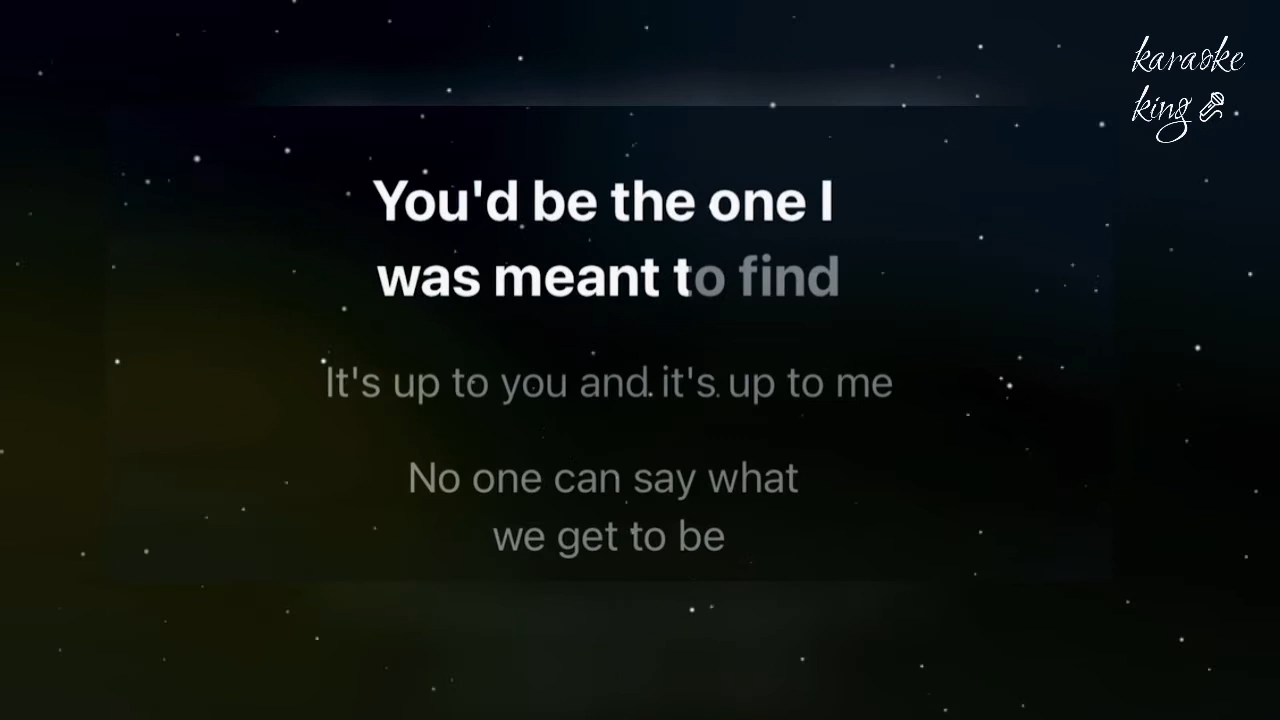 karaoke
king
You'd be the one I
was meant to find
It's up to you and it's up to me
No one can say what
we get to be